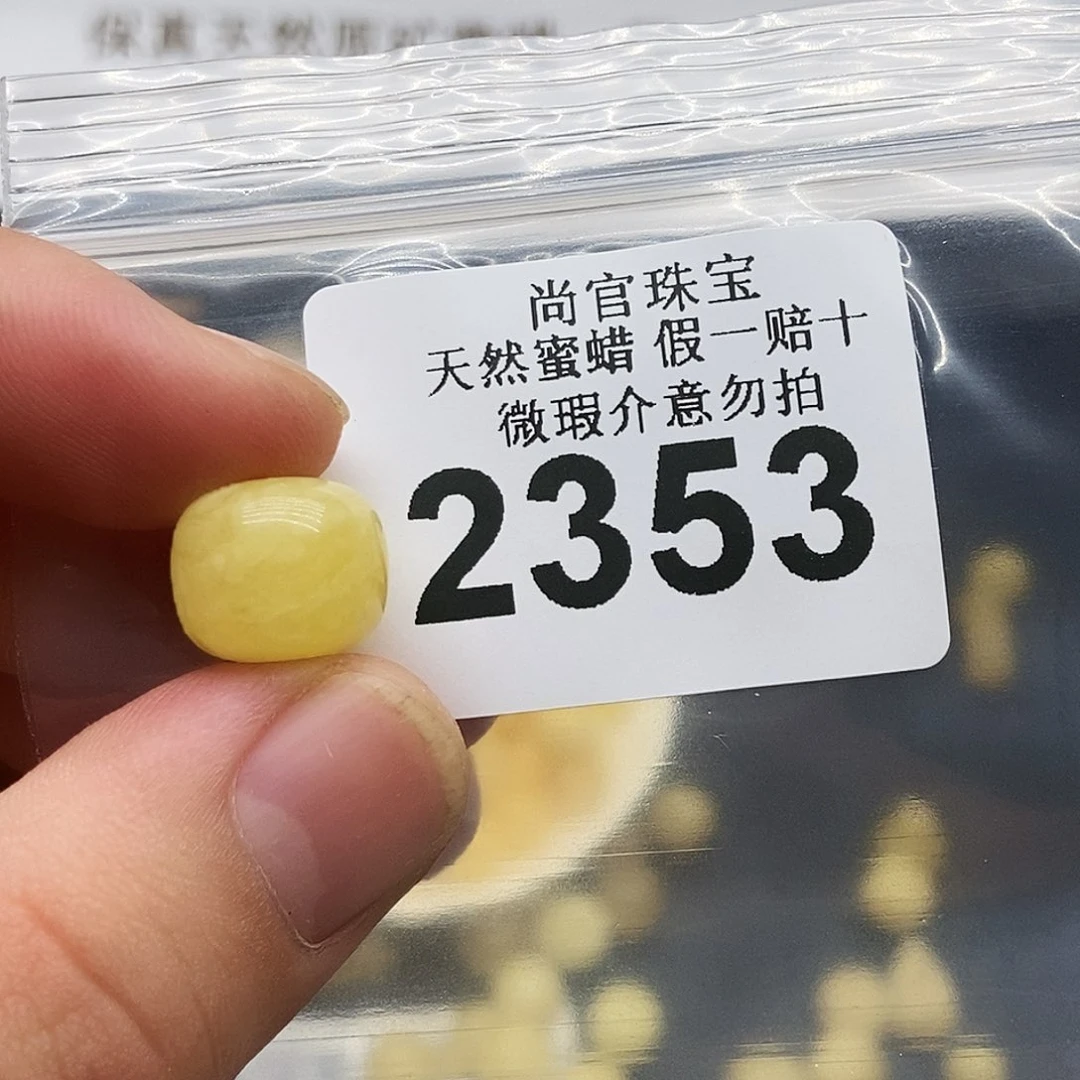 尚官珠宝
天然蜜蜡 假一赔十
微瑕介意勿拍
2353